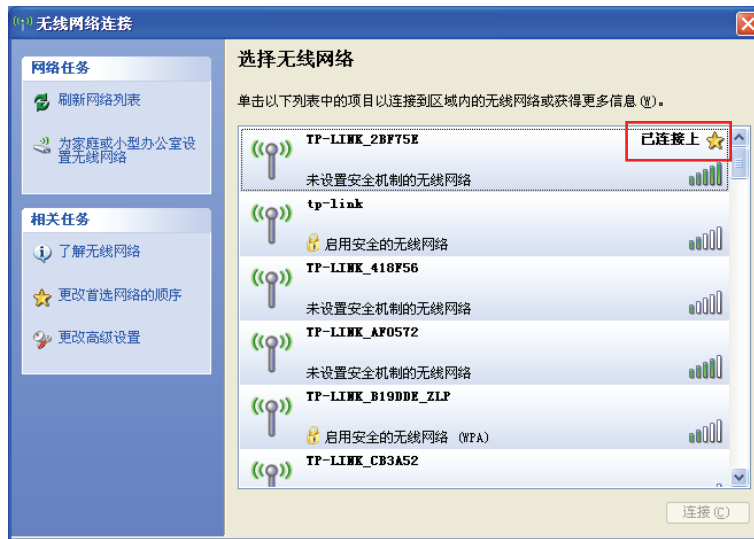 无线网络连接
网络任务
刷新网络列表
为家庭或小型办公室设
置无线网络
相关任务
了解无线网络
更改首选网络的顺序
更改高级设置
选择无线网络
单击以下列表中的项目以连接到区域内的无线网络或获得更多信息(W)。
TP-LINK_2BF75E 已连接上
未设置安全机制的无线网络
tp-link
启用安全的无线网络
TP-LINK_418F56
未设置安全机制的无线网络
TP-LINK_AF0572
未设置安全机制的无线网络
TP-LINK_B19DDE_ZLP
启用安全的无线网络 (WPA)
TP-LINK_CB3A52
连接(C)